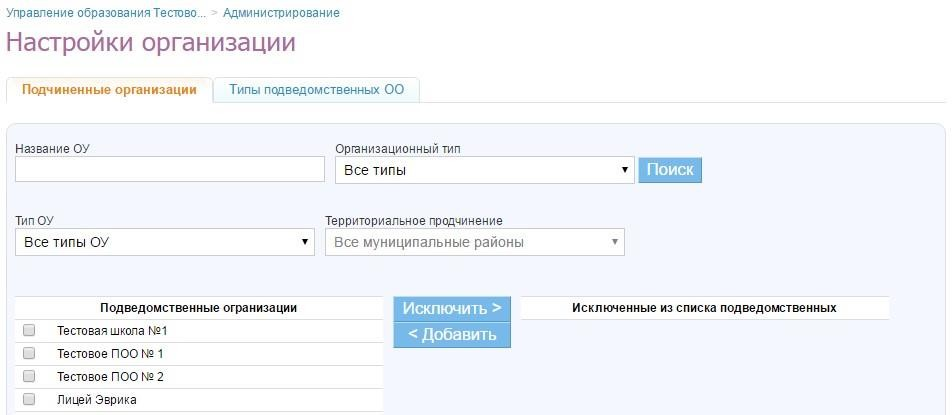 Управление образования Тестово... > Администрирование
Настройки организации
Подчиненные организации Типы подведомственных ОО
Название ОУ Организационный тип
Все типы Поиск
Тип ОУ Территориальное продчинение
Все типы ОУ Все муниципальные районы
Подведомственные огранизации Исключить > Исключенные из списка подведомственных
Тестовая школа №1 < Добавить
Тестовое ПОО № 1
Тестовое ПОО № 2
Лицей Эврика